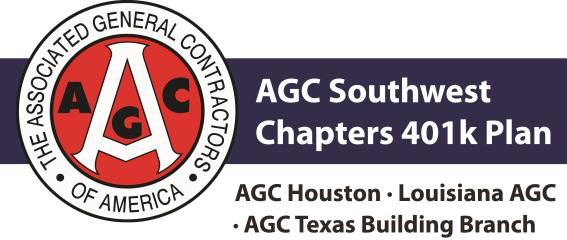 THE ASSOCIATED GENERAL CONTRACTORS
• OF AMERICA •
A G C
AGC Southwest
Chapters 401k Plan
AGC Houston · Louisiana AGC
· AGC Texas Building Branch